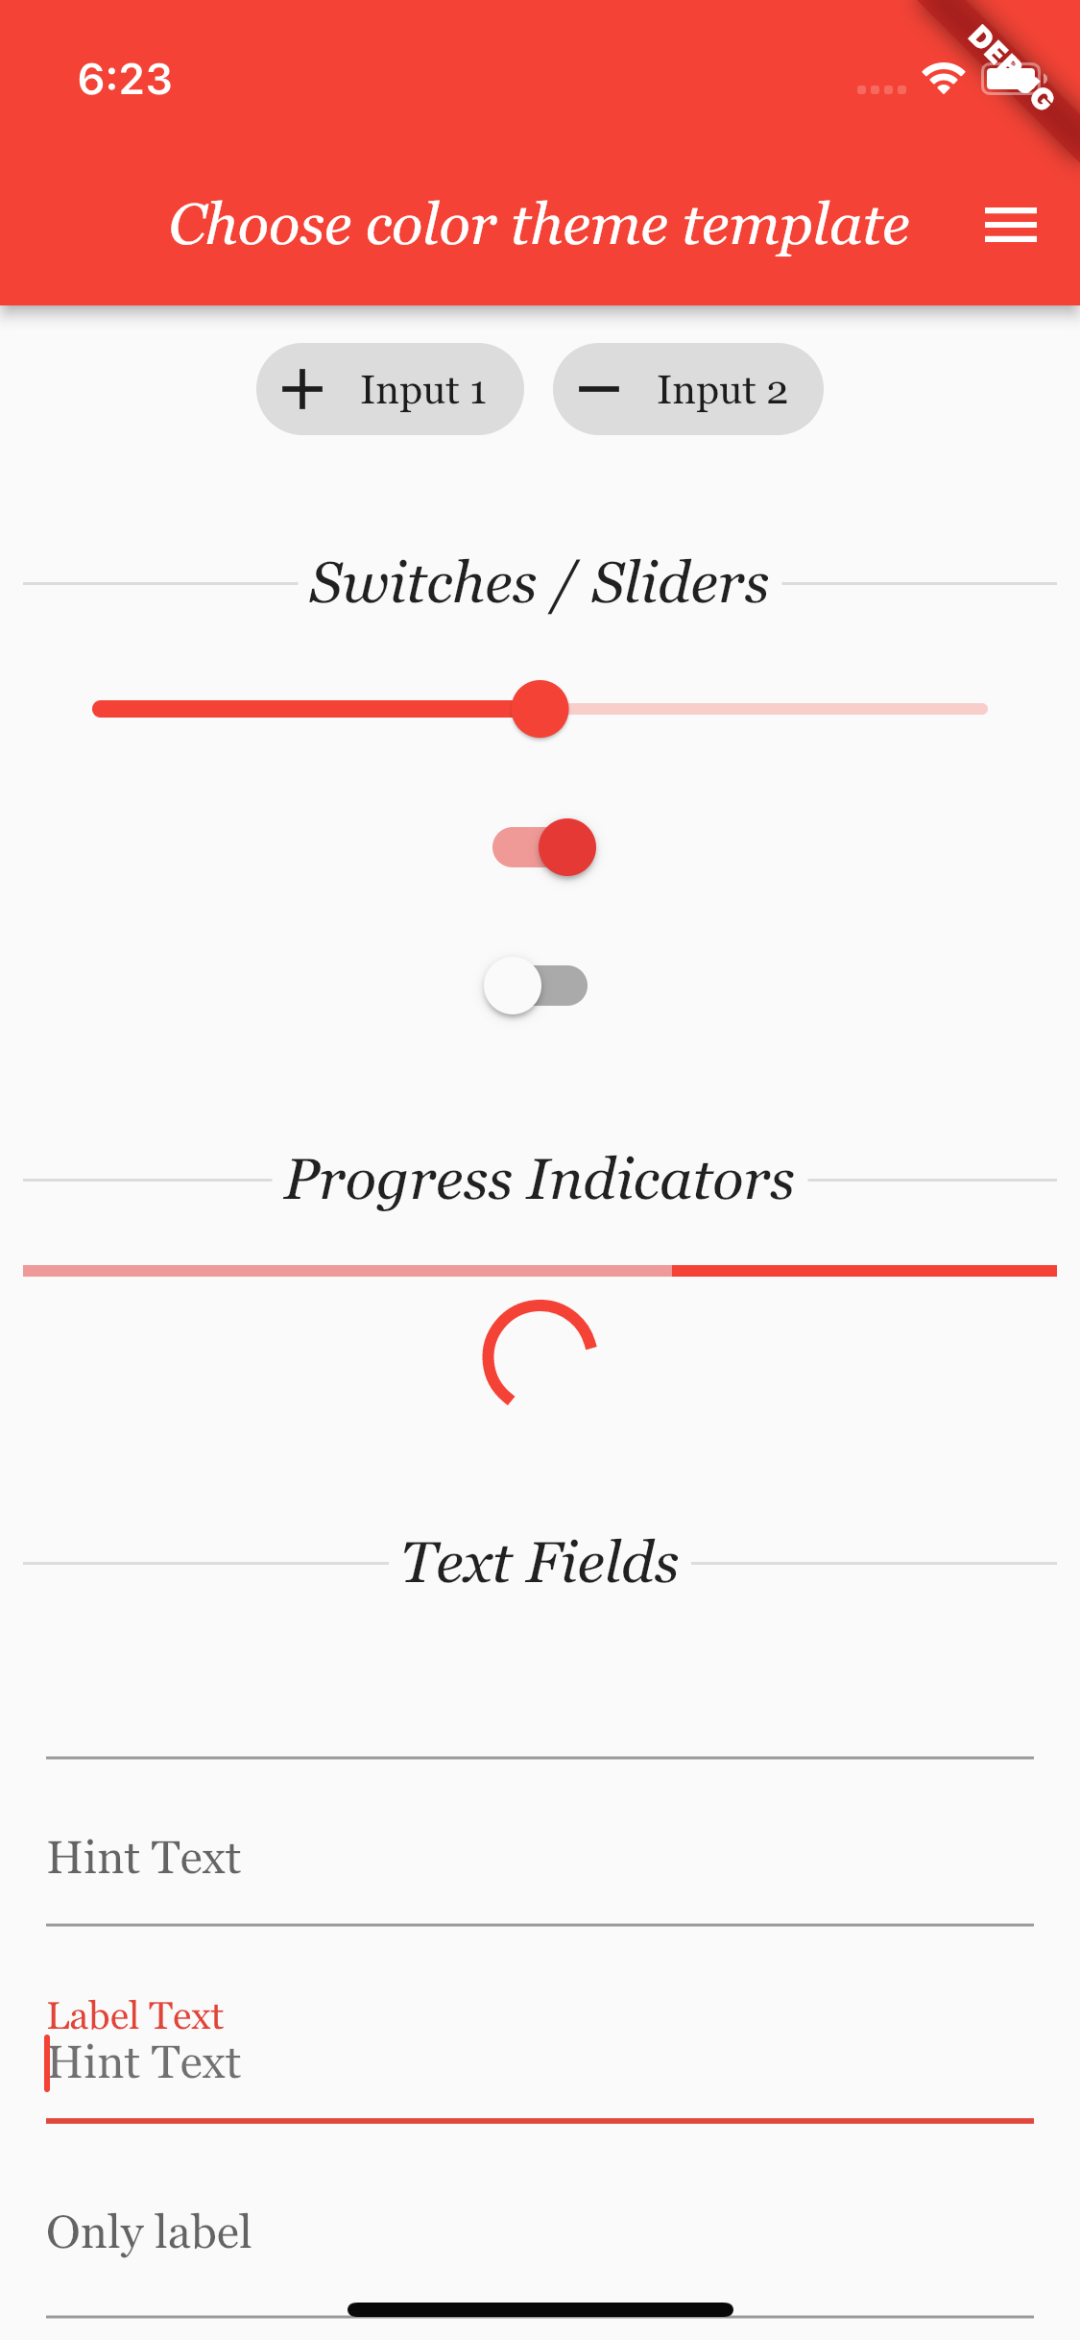 6:23
DEBUG
Choose color theme template
Input 1
Input 2
Switches / Sliders
Progress Indicators
Text Fields
Hint Text
Label Text
Hint Text
Only label